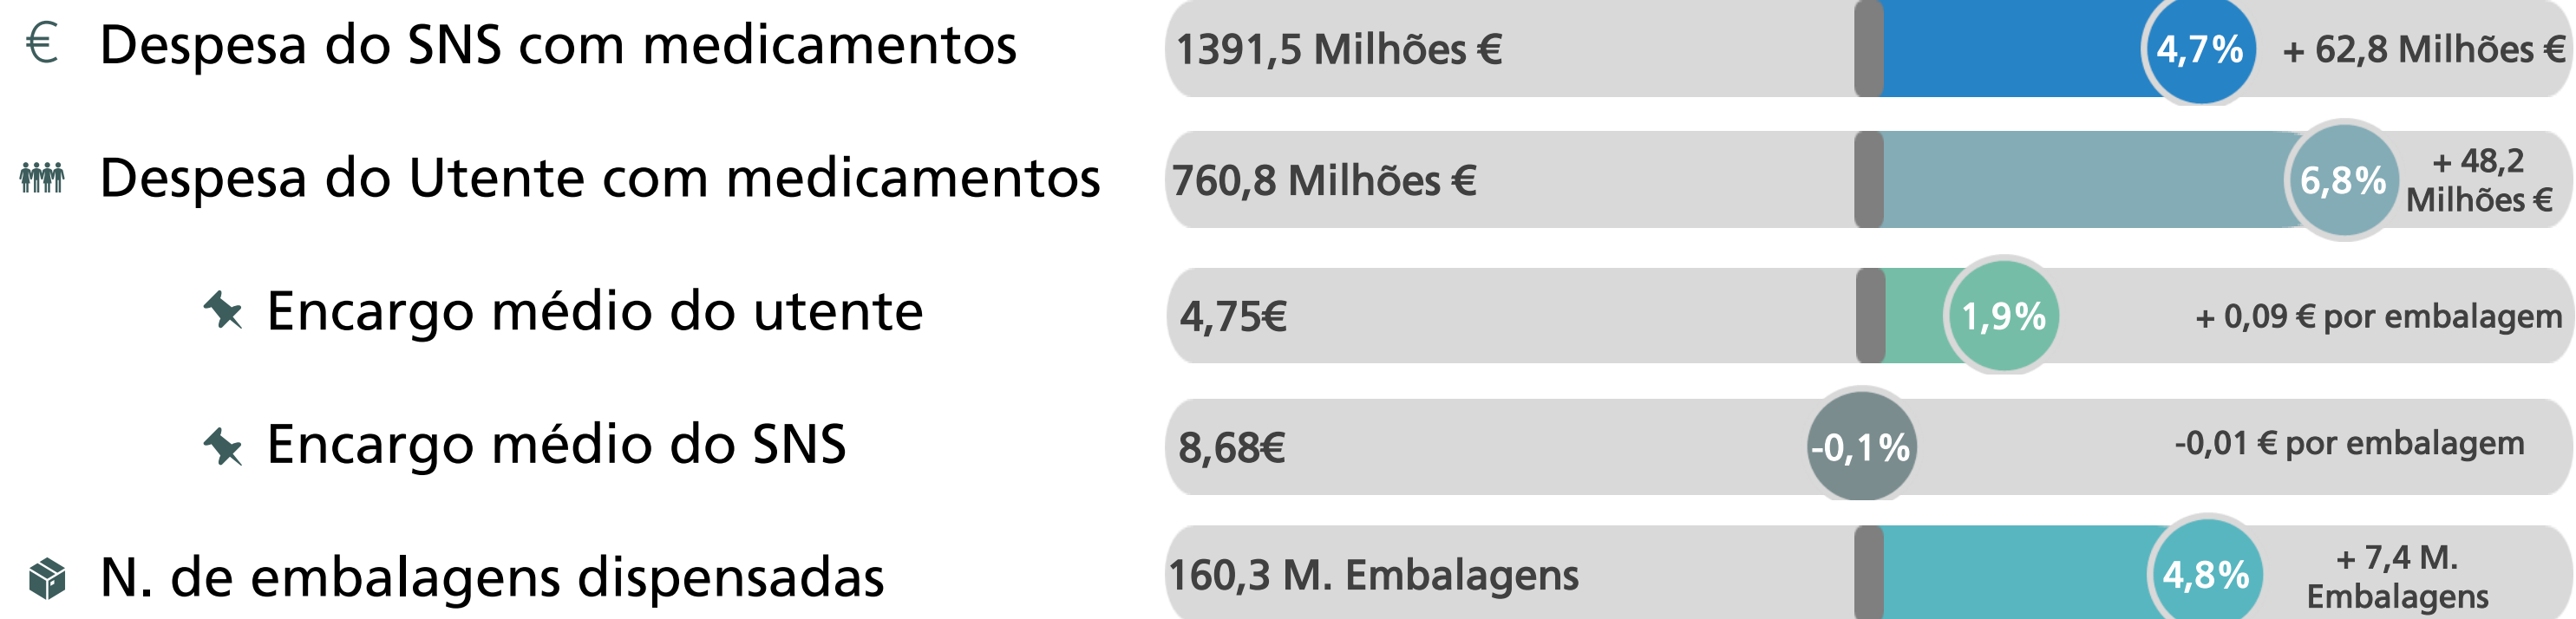 € Despesa do SNS com medicamentos 1391,5 Milhões € 4,7% + 62,8 Milhões €
Despesa do Utente com medicamentos 760,8 Milhões € 6,8% + 48,2
Milhões €
Encargo médio do utente 4,75€ 1,9% + 0,09 € por embalagem
Encargo médio do SNS 8,68€ -0,1% -0,01 € por embalagem
N. de embalagens dispensadas 160,3 M. Embalagens 4,8% + 7,4 M.
Embalagens